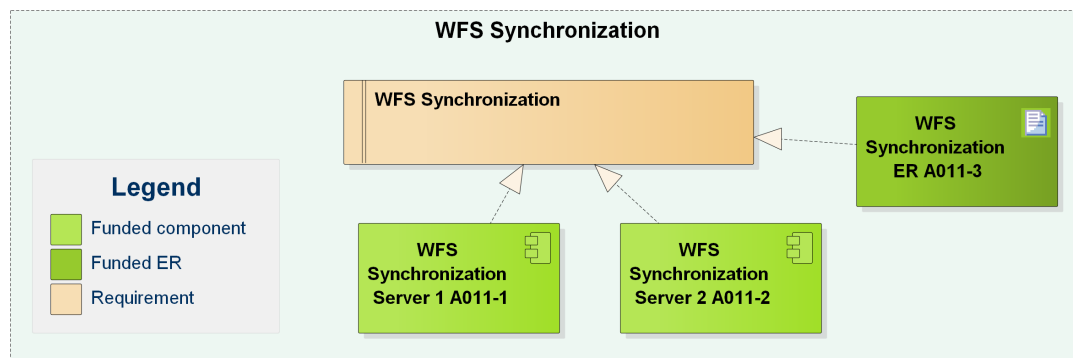 WFS Synchronization
WFS Synchronization
WFS
Synchronization
ER A011-3
Legend
Funded component
Funded ER
Requirement
WFS
Synchronization
Server 1 A011-1
WFS
Synchronization
Server 2 A011-2